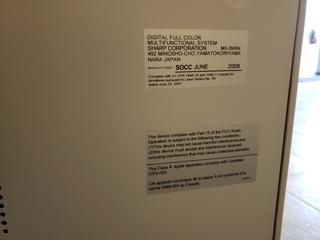 DIGITAL FULL COLOR
MULTIFUNCTIONAL SYSTEM
SHARP CORPORATION MX-2600N
492 MINOSHO-CHO, YAMATOKORIYAMA
NARA JAPAN
MANUFACTURED SOCC JUNE 2008
Complies with 21 CFR 1040.10 and 1040.11 except for
deviations pursuant to Laser Notice No. 50,
dated June 24, 2007.
This device complies with Part 15 of the FCC Rules.
Operation is subject to the following two conditions:
(1)This device may not cause harmful interference,and
(2)this device must accept any interference received,
including interference that may cause undesired operation.
This Class A digital apparatus complies with Canadian
ICES-003.
Cet appareil numérique de la classe A est conforme à la
norme NMB-003 du Canada.